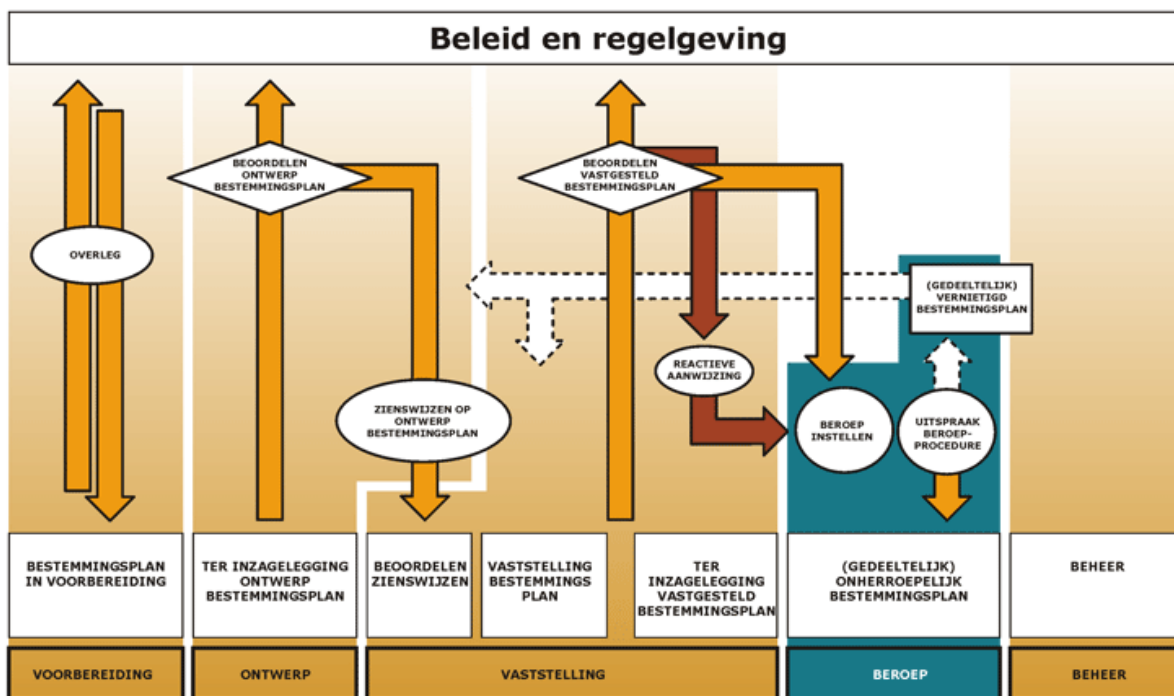 Beleid en regelgeving
BEOORDELEN
ONTWERP
BESTEMMINGSPLAN
BEOORDELEN
VASTGESTELD
BESTEMMINGSPLAN
OVERLEG
(GEDEELTELIJK)
VERNIETIGD
BESTEMMINGSPLAN
REACTIEVE
AANWIJZING
ZIENSWIJZEN OP
ONTWERP
BESTEMMINGSPLAN
BEROEP
INSTELLEN
UITSPRAAK
BEROEP-
PROCEDURE
BESTEMMINGSPLAN
IN VOORBEREIDING
TER INZAGELEGGING
ONTWERP
BESTEMMINGSPLAN
BEOORDELEN
ZIENSWIJZEN
VASTSTELLING
BESTEMMINGS
PLAN
TER
INZAGELEGGING
VASTGESTELD
BESTEMMINGSPLAN
(GEDEELTELIJK)
ONHERROEPELIJK
BESTEMMINGSPLAN
BEHEER
VOORBEREIDING
ONTWERP
VASTSTELLING
BEROEP
BEHEER